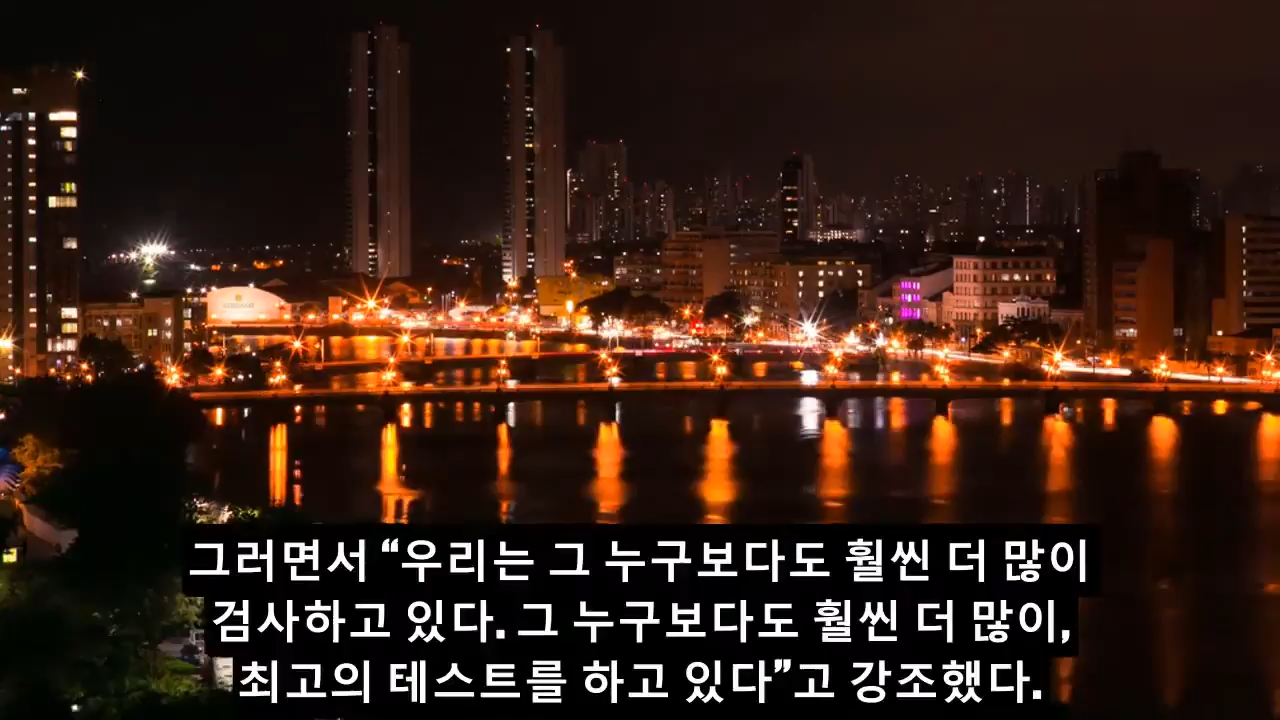 그러면서 “우리는 그 누구보다도 훨씬 더 많이
검사하고 있다. 그 누구보다도 훨씬 더 많이,
최고의 테스트를 하고 있다”고 강조했다.